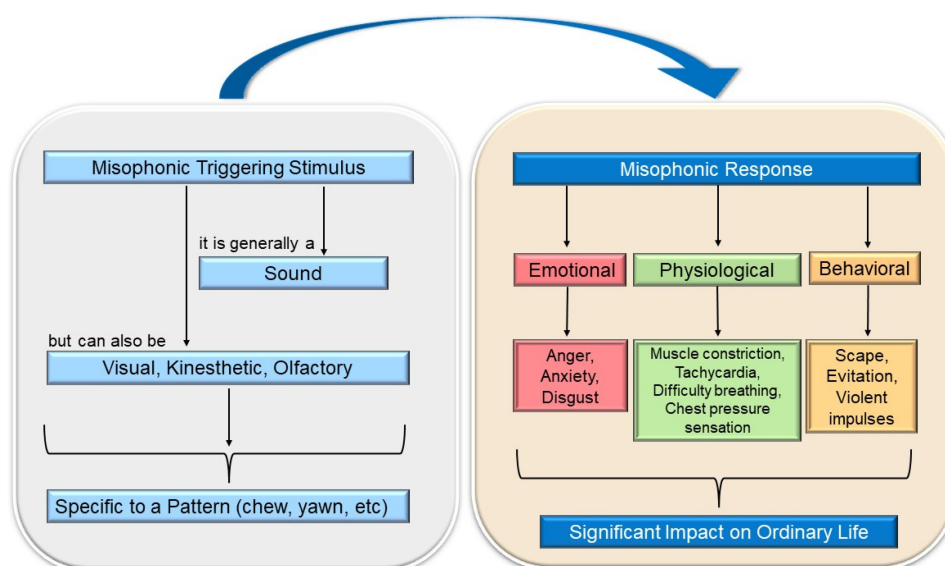 Misophonic Triggering Stimulus
it is generally a
Sound
but can also be
Visual, Kinesthetic, Olfactory
Specific to a Pattern (chew, yawn, etc)
Misophonic Response
Emotional
Physiological
Behavioral
Anger,
Anxiety,
Disgust
Muscle constriction,
Tachycardia,
Difficulty breathing,
Chest pressure
sensation
Scape,
Evitation,
Violent
impulses
Significant Impact on Ordinary Life